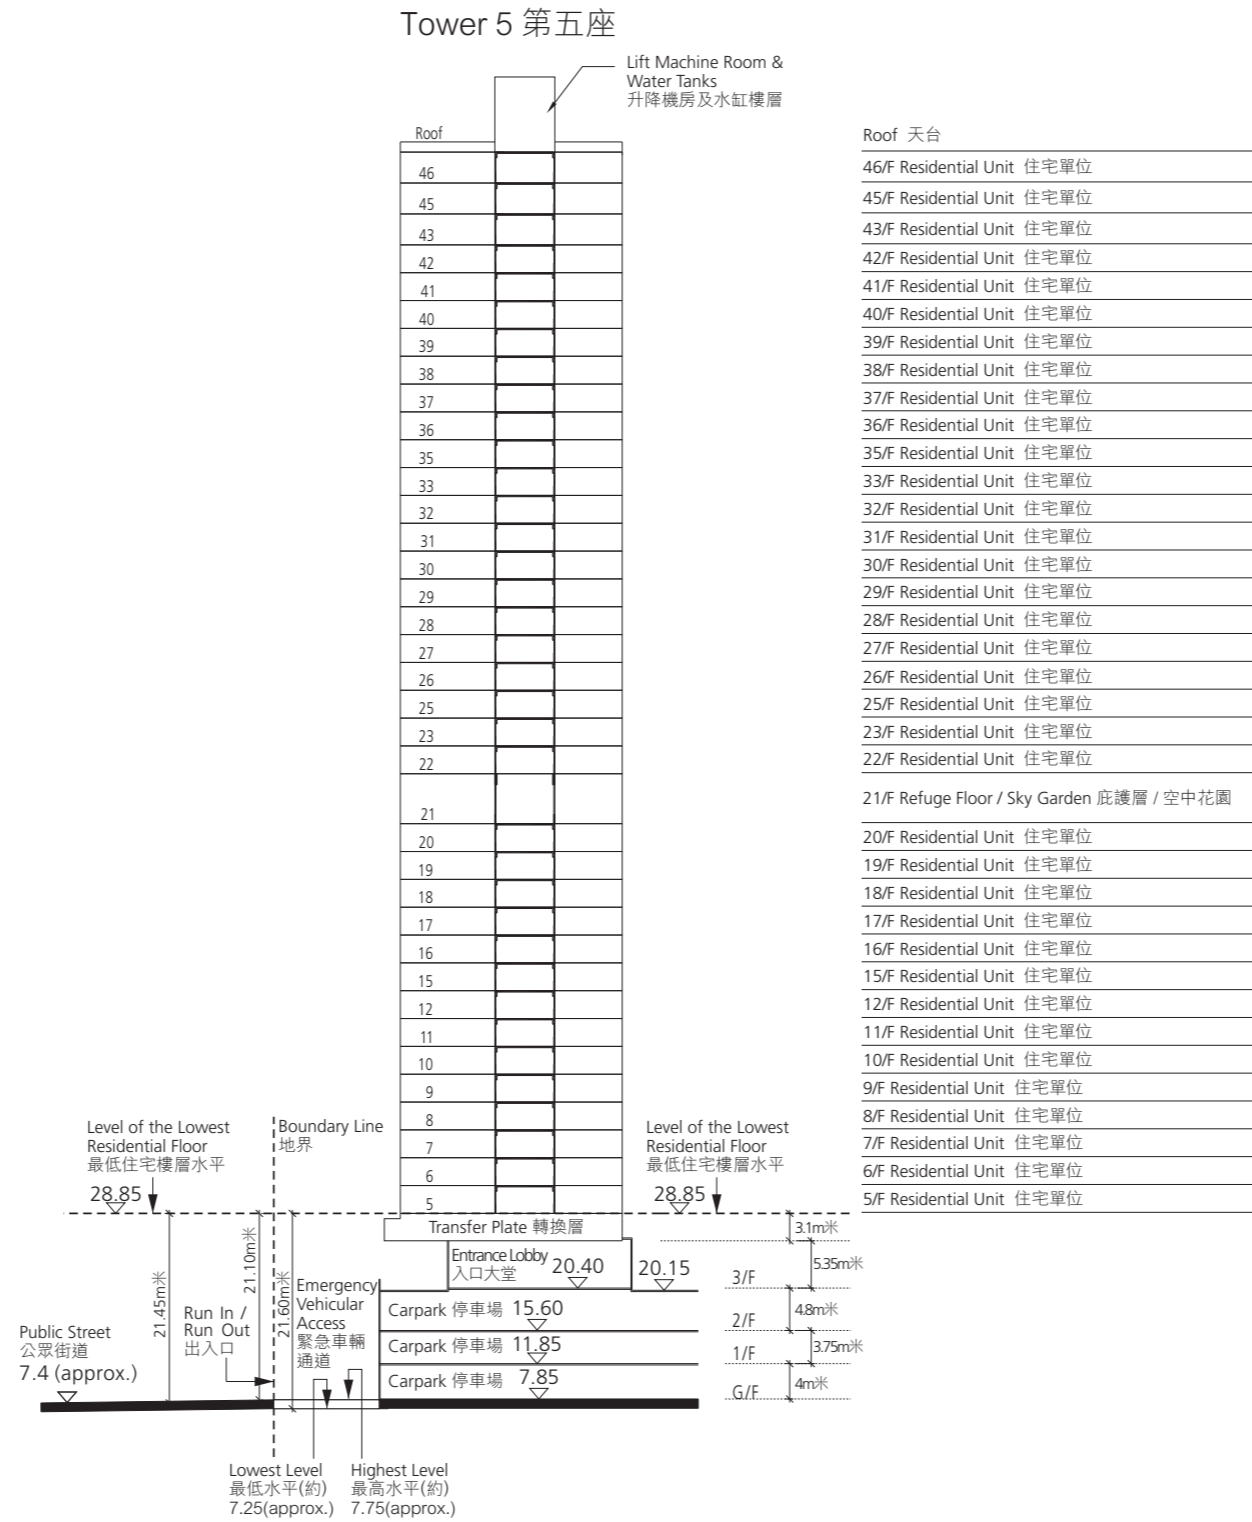 Tower 5 第五座
Lift Machine Room &
Water Tanks
升降機房及水缸樓層
Roof
46
45
43
42
41
40
39
38
37
36
35
33
32
31
30
29
28
27
26
25
23
22
21
20
19
18
17
16
15
12
11
10
9
8
7
6
5
Roof 天台
46/F Residential Unit 住宅單位
45/F Residential Unit 住宅單位
43/F Residential Unit 住宅單位
42/F Residential Unit 住宅單位
41/F Residential Unit 住宅單位
40/F Residential Unit 住宅單位
39/F Residential Unit 住宅單位
38/F Residential Unit 住宅單位
37/F Residential Unit 住宅單位
36/F Residential Unit 住宅單位
35/F Residential Unit 住宅單位
33/F Residential Unit 住宅單位
32/F Residential Unit 住宅單位
31/F Residential Unit 住宅單位
30/F Residential Unit 住宅單位
29/F Residential Unit 住宅單位
28/F Residential Unit 住宅單位
27/F Residential Unit 住宅單位
26/F Residential Unit 住宅單位
25/F Residential Unit 住宅單位
23/F Residential Unit 住宅單位
22/F Residential Unit 住宅單位
21/F Refuge Floor / Sky Garden 庇護層 / 空中花園
20/F Residential Unit 住宅單位
19/F Residential Unit 住宅單位
18/F Residential Unit 住宅單位
17/F Residential Unit 住宅單位
16/F Residential Unit 住宅單位
15/F Residential Unit 住宅單位
12/F Residential Unit 住宅單位
11/F Residential Unit 住宅單位
10/F Residential Unit 住宅單位
9/F Residential Unit 住宅單位
8/F Residential Unit 住宅單位
7/F Residential Unit 住宅單位
6/F Residential Unit 住宅單位
5/F Residential Unit 住宅單位
Level of the Lowest
Residential Floor
最低住宅樓層水平
28.85
Boundary Line
地界
Level of the Lowest
Residential Floor
最低住宅樓層水平
28.85
Transfer Plate 轉換層
3.1m米
Entrance Lobby
入口大堂
20.40
20.15
5.35m米
3/F
21.45m米
21.10m米
21.60m米
Emergency
Vehicular
Access
緊急車輛
通道
Run In /
Run Out
出入口
Carpark 停車場 15.60
4.8m米
2/F
Carpark 停車場 11.85
3.75m米
1/F
Carpark 停車場 7.85
4m米
G/F
Public Street
公眾街道
7.4 (approx.)
Lowest Level
最低水平(約)
7.25(approx.)
Highest Level
最高水平(約)
7.75(approx.)